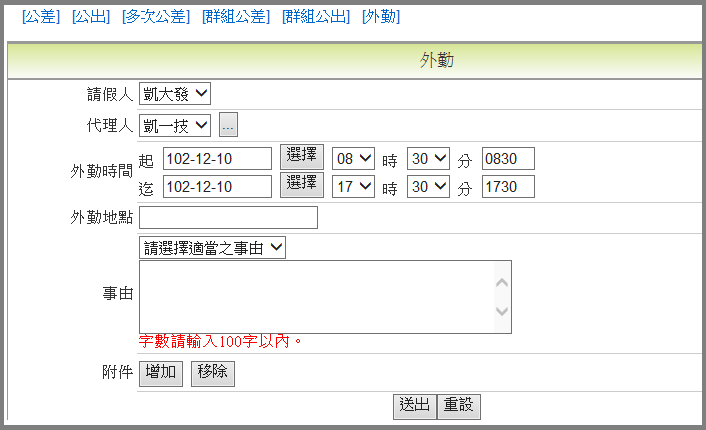 [公差] [公出] [多次公差] [群組公差] [群組公出] [外勤]
外勤
請假人 凱大發
代理人 凱一技 ...
外勤時間 起 102-12-10 選擇 08 時 30 分 0830
迄 102-12-10 選擇 17 時 30 分 1730
外勤地點
請選擇適當之事由
事由
字數請輸入100字以內。
附件 增加 移除
送出 重設